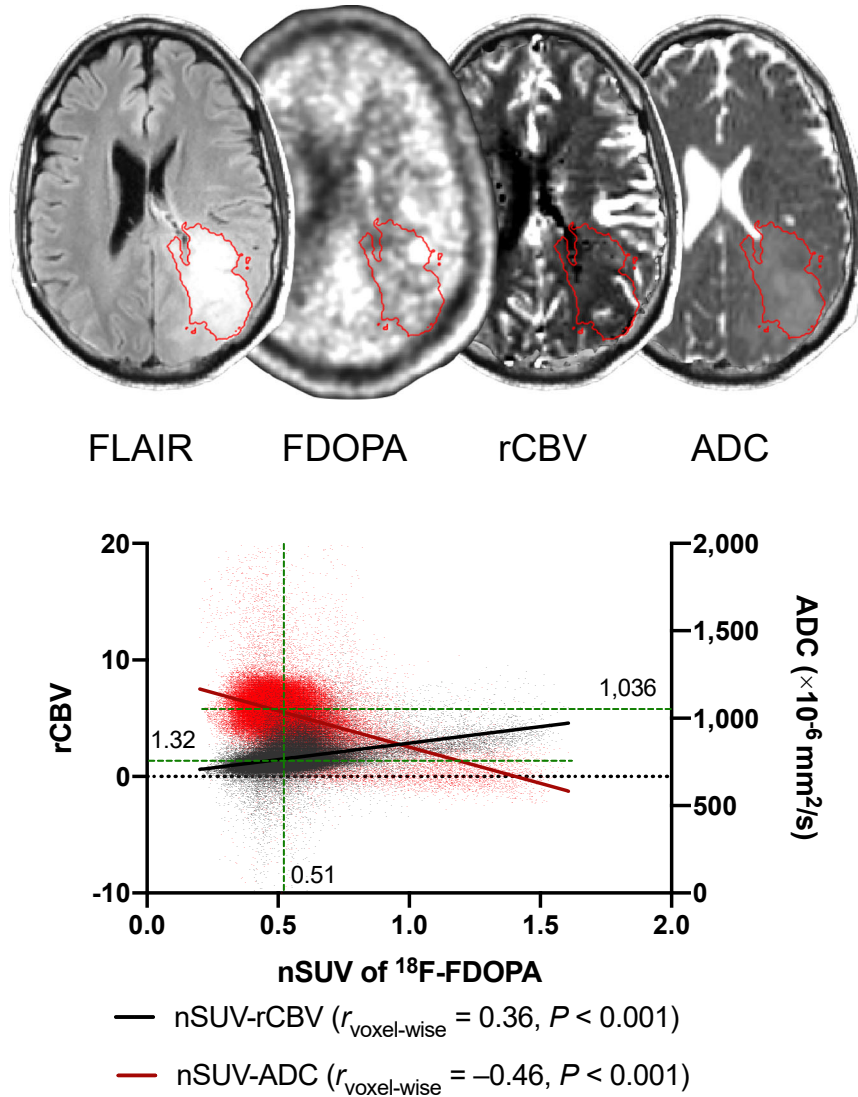 FLAIR FDOPA rCBV ADC
20
10
0
-10
rCBV
1.32
1,036
0.51
2,000
1,500
1,000
500
0
ADC (×10⁻⁶ mm²/s)
0.0 0.5 1.0 1.5 2.0
nSUV of ¹⁸F-FDOPA
nSUV-rCBV (r voxel-wise = 0.36, P < 0.001)
nSUV-ADC (r voxel-wise = –0.46, P < 0.001)